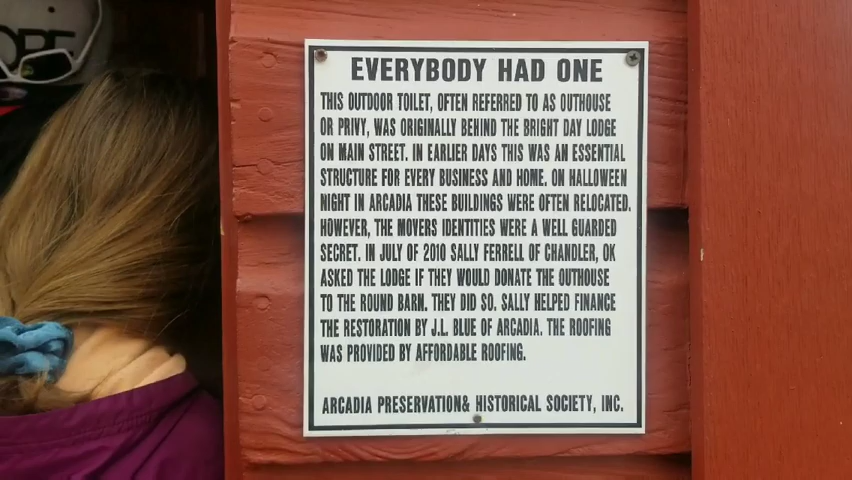 OPE
EVERYBODY HAD ONE
THIS OUTDOOR TOILET, OFTEN REFERRED TO AS OUTHOUSE
OR PRIVY, WAS ORIGINALLY BEHIND THE BRIGHT DAY LODGE
ON MAIN STREET. IN EARLIER DAYS THIS WAS AN ESSENTIAL
STRUCTURE FOR EVERY BUSINESS AND HOME. ON HALLOWEEN
NIGHT IN ARCADIA THESE BUILDINGS WERE OFTEN RELOCATED.
HOWEVER, THE MOVERS IDENTITIES WERE A WELL GUARDED
SECRET. IN JULY OF 2010 SALLY FERRELL OF CHANDLER, OK
ASKED THE LODGE IF THEY WOULD DONATE THE OUTHOUSE
TO THE ROUND BARN. THEY DID SO. SALLY HELPED FINANCE
THE RESTORATION BY J.L. BLUE OF ARCADIA. THE ROOFING
WAS PROVIDED BY AFFORDABLE ROOFING.
ARCADIA PRESERVATION& HISTORICAL SOCIETY, INC.